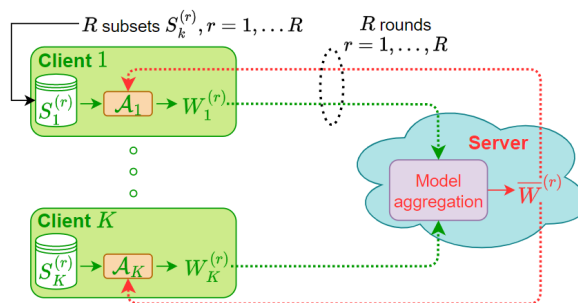 R subsets S_k^{(r)}, r = 1, … R
R rounds
r = 1, …, R
Client 1
S_1^{(r)}
𝒜_1
W_1^{(r)}
Server
Model
aggregation
W̅^{(r)}
Client K
S_K^{(r)}
𝒜_K
W_K^{(r)}